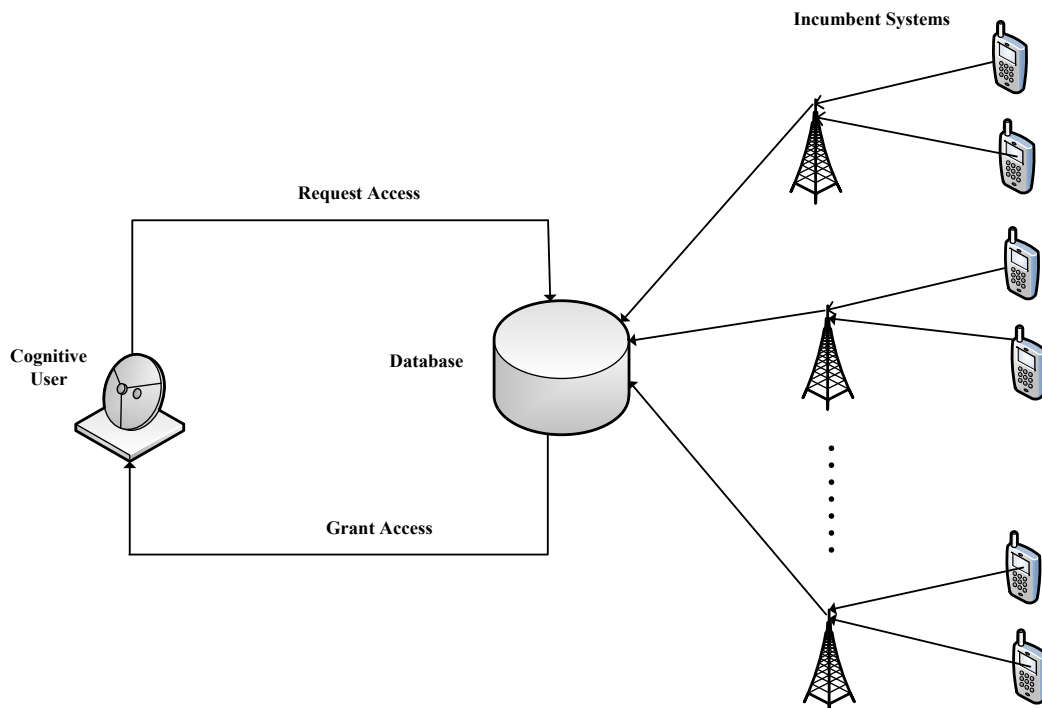 Incumbent Systems
Request Access
Cognitive
User
Database
Grant Access